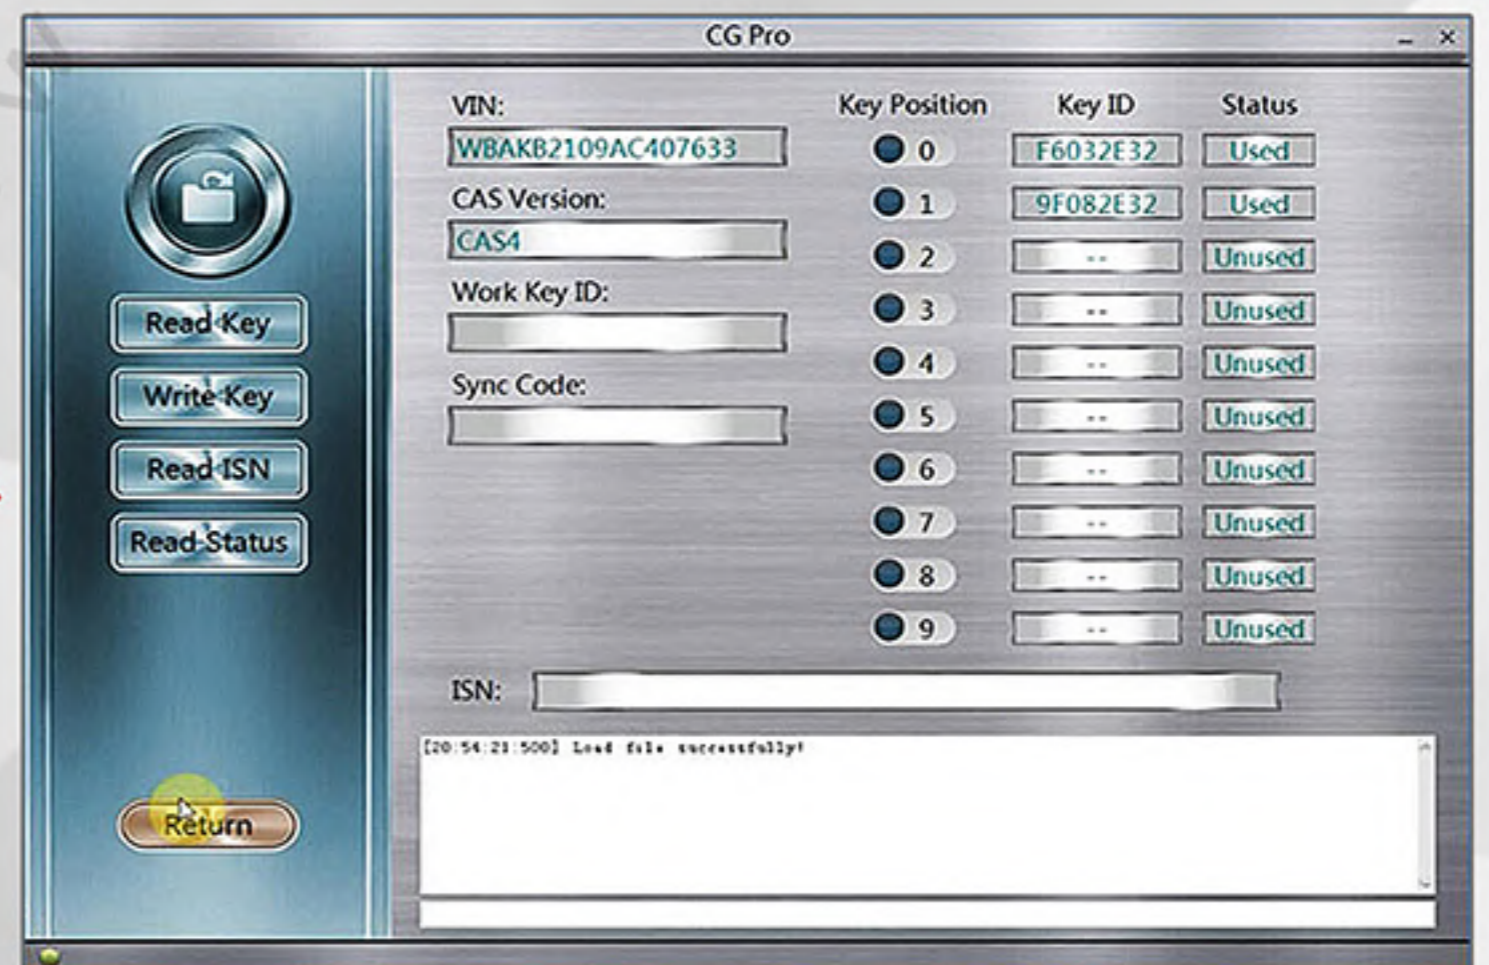 CG Pro
VIN:
WBAKB2109AC407633
CAS Version:
CAS4
Work Key ID:
Sync Code:
Key Position Key ID Status
0 F6032E32 Used
1 9F082E32 Used
2 -- Unused
3 -- Unused
4 -- Unused
5 -- Unused
6 -- Unused
7 -- Unused
8 -- Unused
9 -- Unused
Read Key
Write Key
Read ISN
Read Status
Return
ISN:
[20:54:21:500] Load file successfully!